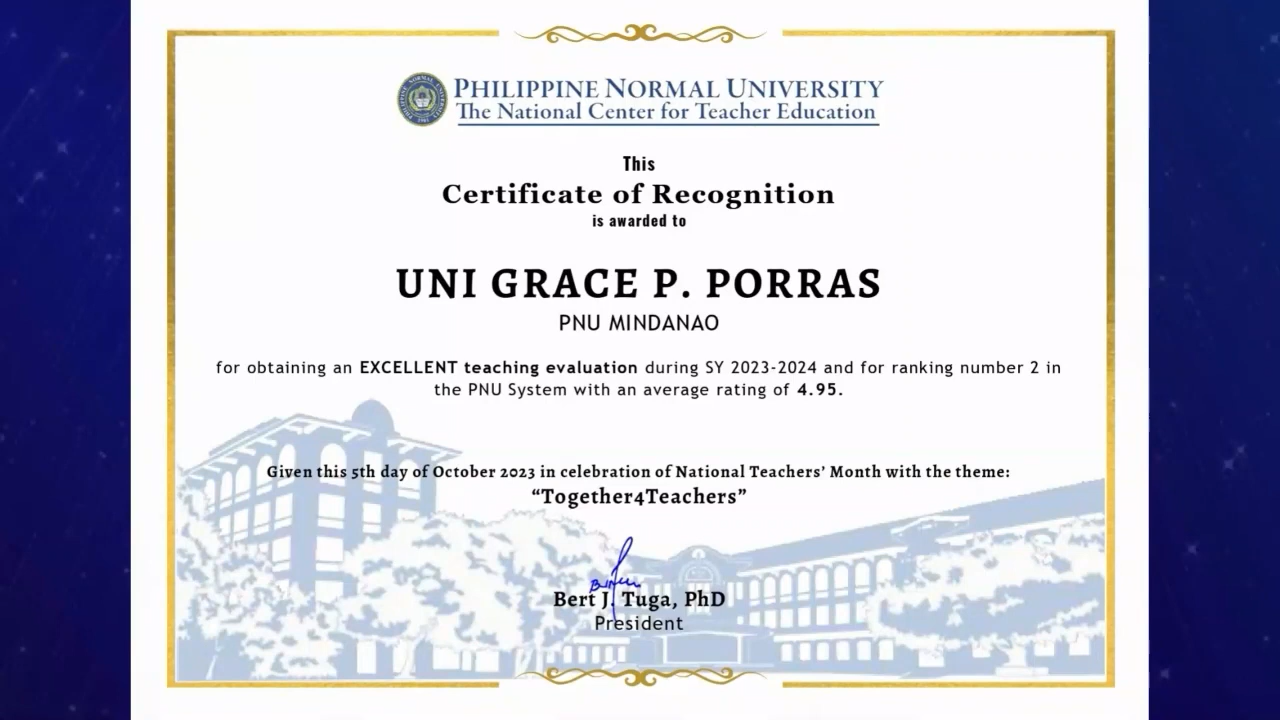 PHILIPPINE NORMAL UNIVERSITY
The National Center for Teacher Education
This
Certificate of Recognition
is awarded to
UNI GRACE P. PORRAS
PNU MINDANAO
for obtaining an EXCELLENT teaching evaluation during SY 2023-2024 and for ranking number 2 in
the PNU System with an average rating of 4.95.
Given this 5th day of October 2023 in celebration of National Teachers’ Month with the theme:
“Together4Teachers”
Bert J. Tuga, PhD
President